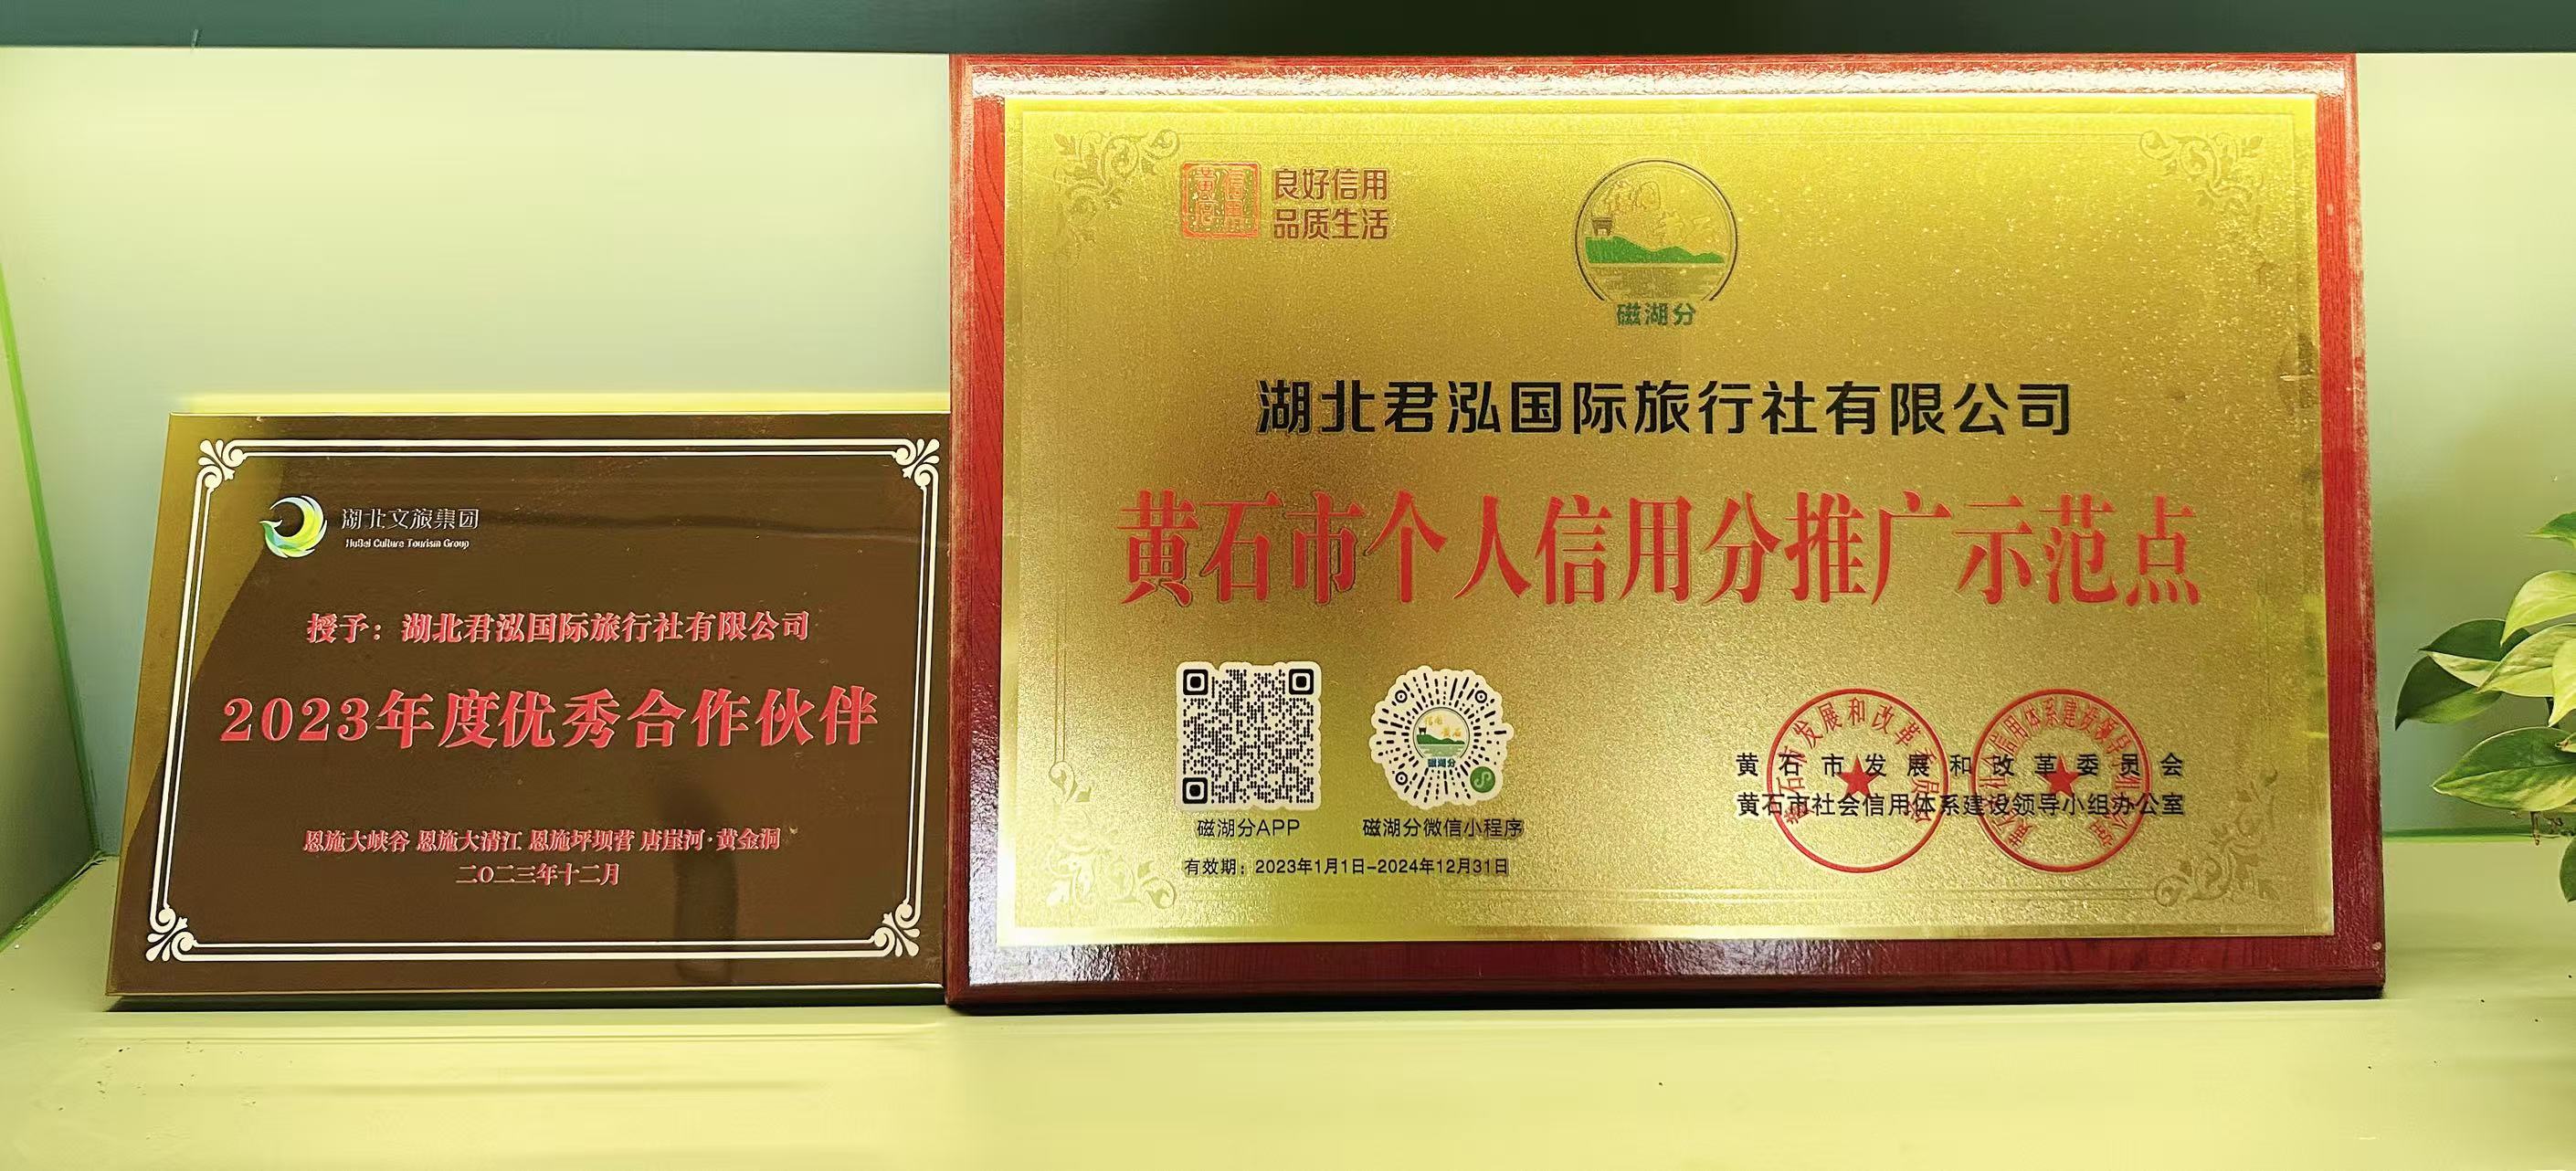 湖北文旅集团
HuBei Culture Tourism Group
授予：湖北君泓国际旅行社有限公司
2023年度优秀合作伙伴
恩施大峡谷 恩施大清江 恩施坪坝营 唐崖河·黄金洞
二〇二三年十二月
良好信用
品质生活
磁湖分
湖北君泓国际旅行社有限公司
黄石市个人信用分推广示范点
磁湖分APP
磁湖分微信小程序
有效期：2023年1月1日-2024年12月31日
黄石市发展和改革委员会
黄石市社会信用体系建设领导小组办公室